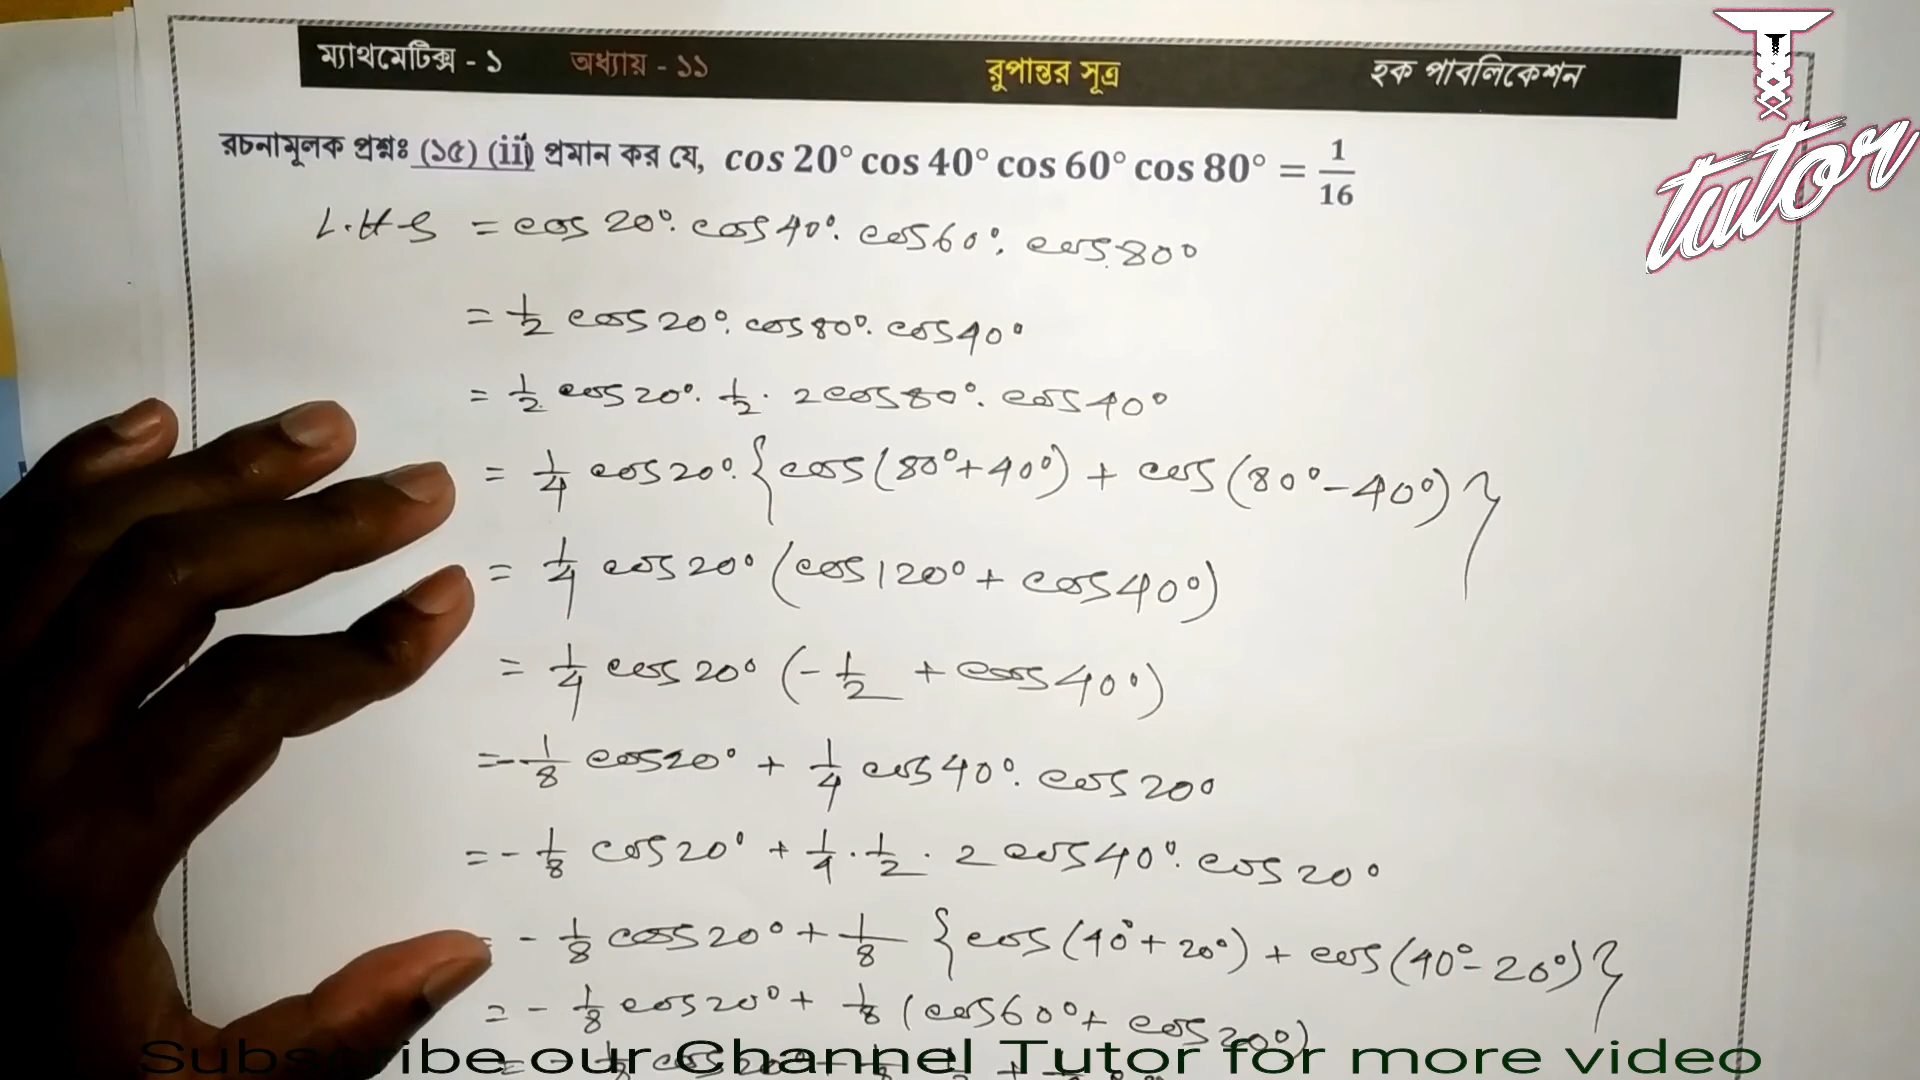 ম্যাথমেটিক্স - ১ অধ্যায় - ১১ রুপান্তর সূত্র হক পাবলিকেশন
T
tutor
রচনামূলক প্রশ্নঃ (১৫) (ii) প্রমান কর যে, cos 20° cos 40° cos 60° cos 80° = 1/16
L.H.S = cos 20°. cos 40°. cos 60°. cos 80°
= 1/2 cos 20°. cos 80°. cos 40°
= 1/2 cos 20°. 1/2 . 2 cos 80°. cos 40°
= 1/4 cos 20°. {cos (80° + 40°) + cos (80° - 40°)}
= 1/4 cos 20° (cos 120° + cos 40°)
= 1/4 cos 20° (- 1/2 + cos 40°)
= - 1/8 cos 20° + 1/4 cos 40°. cos 20°
= - 1/8 cos 20° + 1/4 . 1/2 . 2 cos 40°. cos 20°
= - 1/8 cos 20° + 1/8 {cos (40° + 20°) + cos (40° - 20°)}
= - 1/8 cos 20° + 1/8 (cos 60° + cos 20°)
Subscribe our Channel Tutor for more video